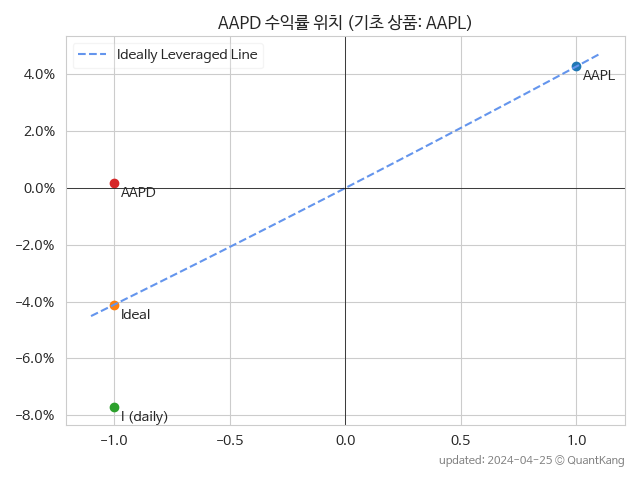 AAPD 수익률 위치 (기초 상품: AAPL)
Ideally Leveraged Line
4.0%
2.0%
0.0%
−2.0%
−4.0%
−6.0%
−8.0%
AAPL
AAPD
Ideal
I (daily)
−1.0
−0.5
0.0
0.5
1.0
updated: 2024-04-25 © QuantKang